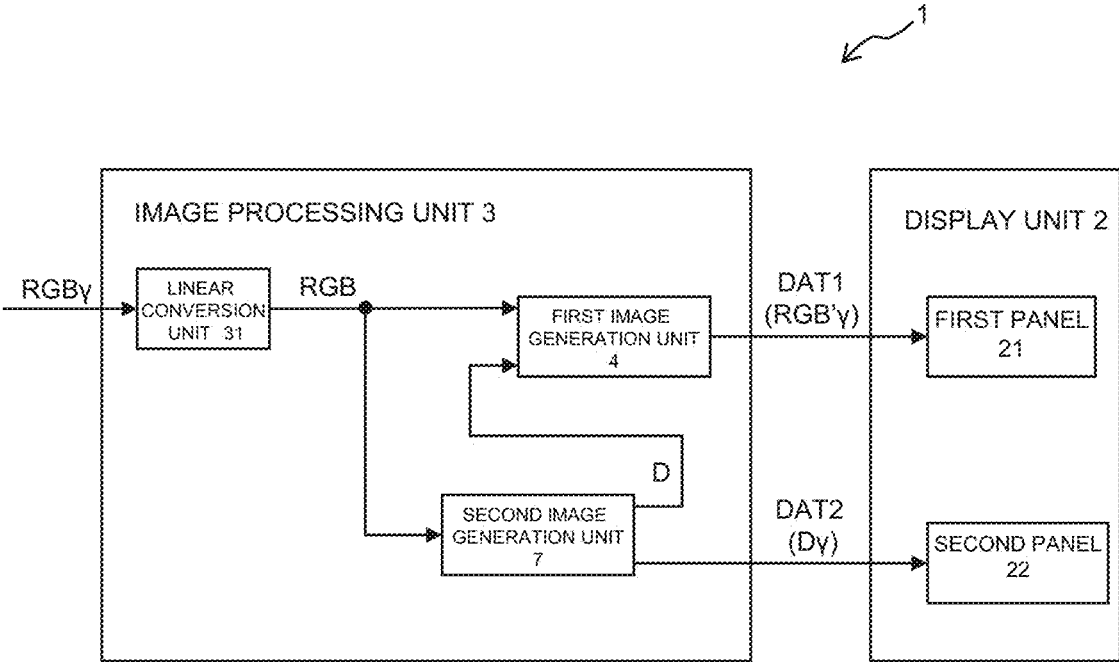 1
IMAGE PROCESSING UNIT 3
DISPLAY UNIT 2
RGBγ
LINEAR
CONVERSION
UNIT 31
RGB
FIRST IMAGE
GENERATION UNIT
4
DAT1
(RGB'γ)
FIRST PANEL
21
D
SECOND IMAGE
GENERATION UNIT
7
DAT2
(Dγ)
SECOND PANEL
22